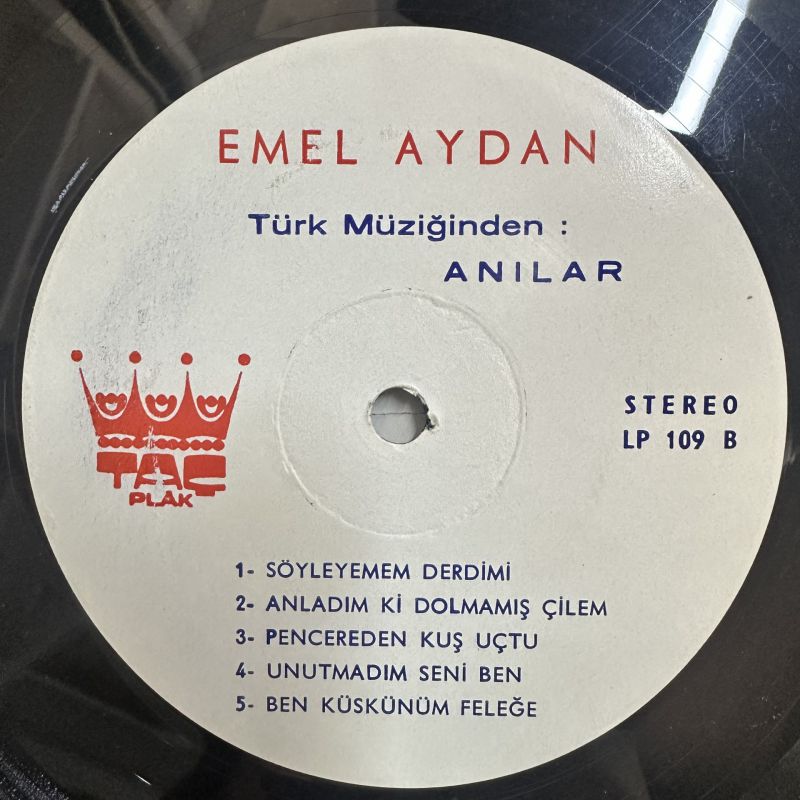 EMEL AYDAN
Türk Müziğinden :
ANILAR
TAÇ
PLAK
STEREO
LP 109 B
1- SÖYLEYEMEM DERDİMİ
2- ANLADIM Kİ DOLMAMIŞ ÇİLEM
3- PENCEREDEN KUŞ UÇTU
4- UNUTMADIM SENİ BEN
5- BEN KÜSKÜNÜM FELEĞE